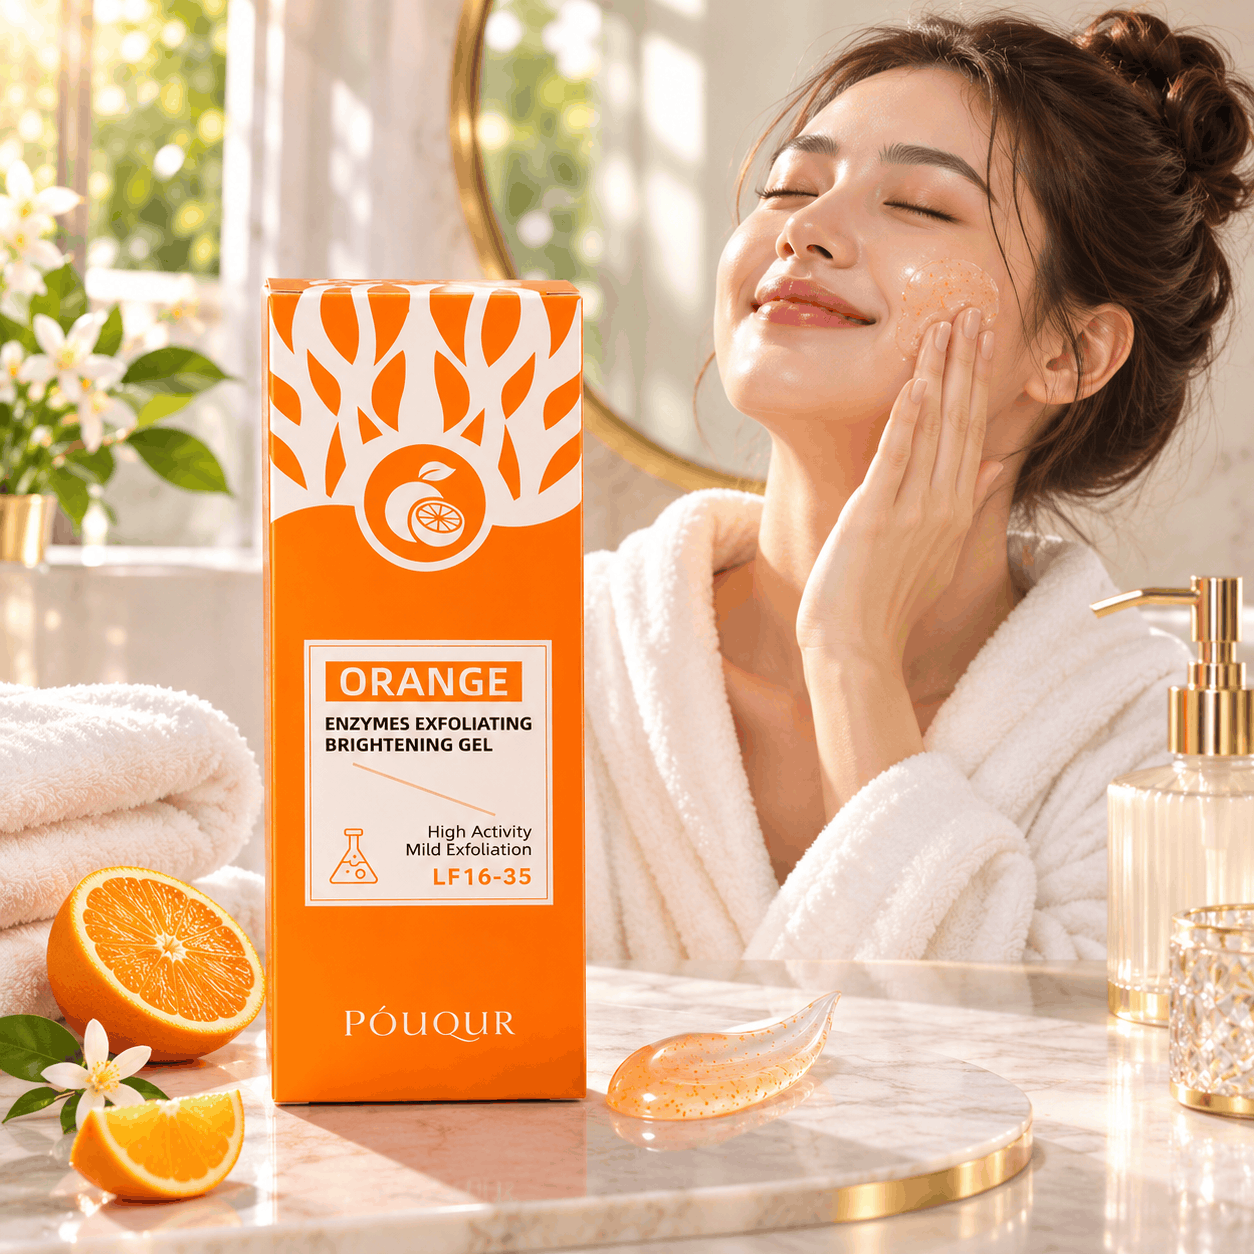 ORANGE
ENZYMES EXFOLIATING
BRIGHTENING GEL
High Activity
Mild Exfoliation
LF16-35
PÓUQUR